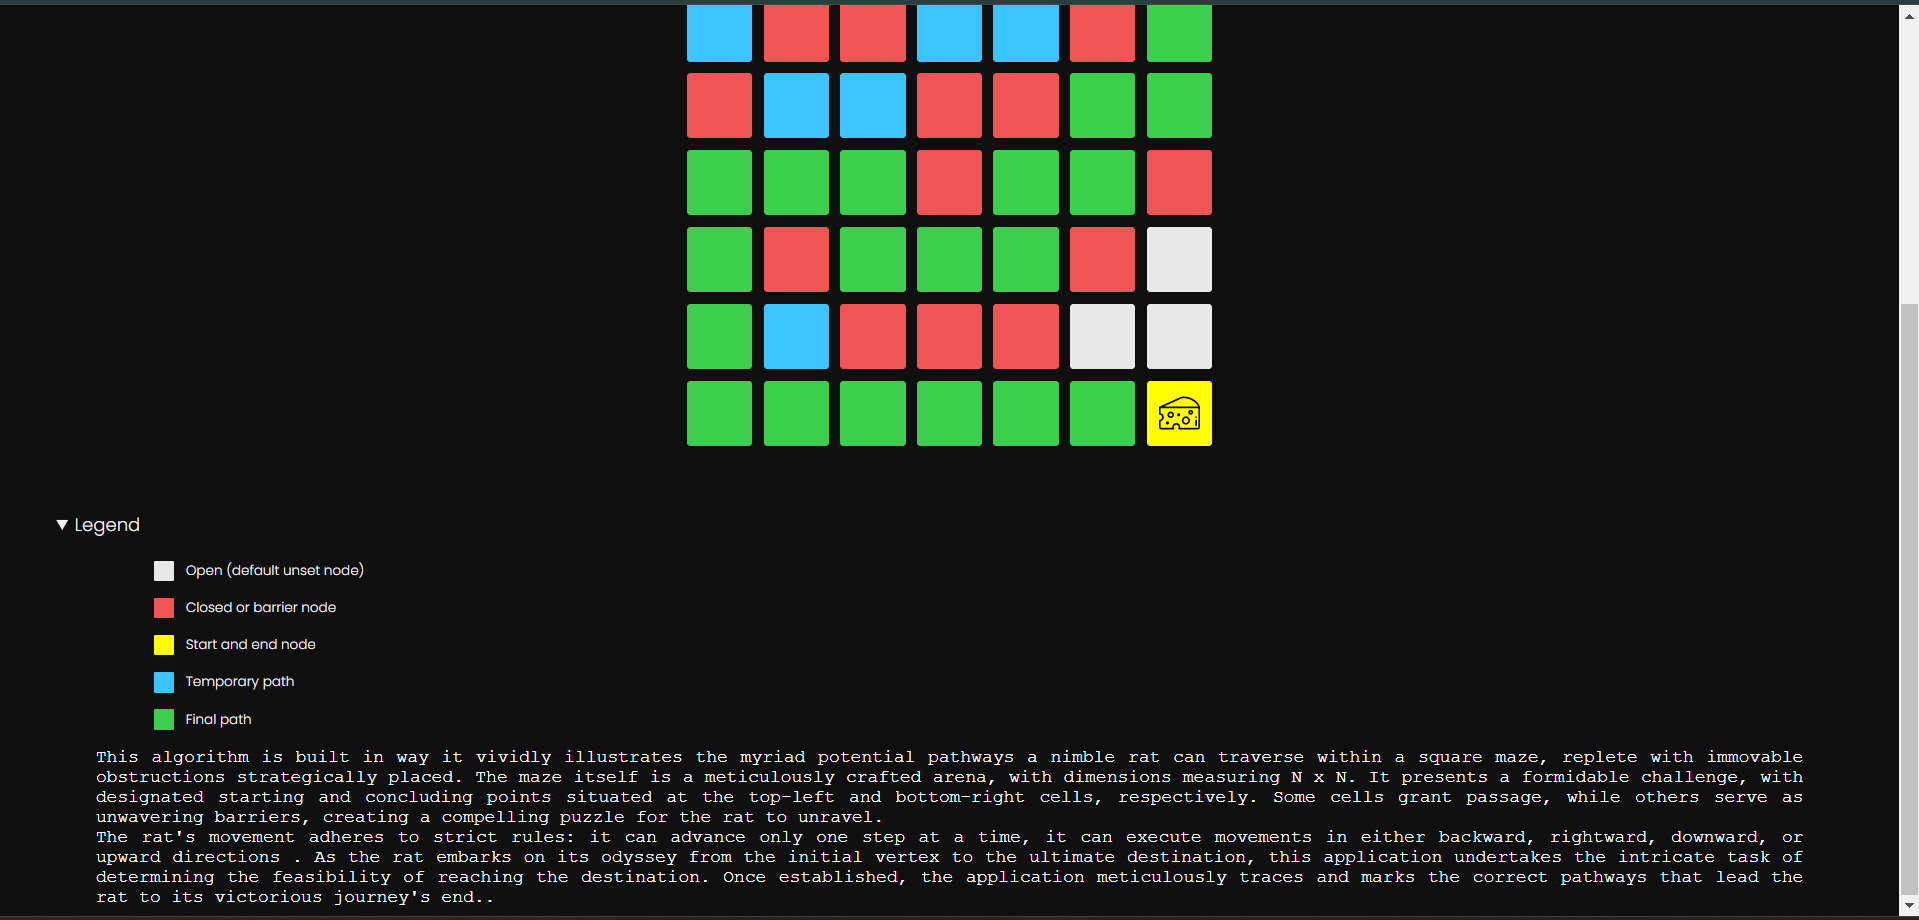 Legend
Open (default unset node)
Closed or barrier node
Start and end node
Temporary path
Final path
This algorithm is built in way it vividly illustrates the myriad potential pathways a nimble rat can traverse within a square maze, replete with immovable
obstructions strategically placed. The maze itself is a meticulously crafted arena, with dimensions measuring N x N. It presents a formidable challenge, with
designated starting and concluding points situated at the top-left and bottom-right cells, respectively. Some cells grant passage, while others serve as
unwavering barriers, creating a compelling puzzle for the rat to unravel.
The rat's movement adheres to strict rules: it can advance only one step at a time, it can execute movements in either backward, rightward, downward, or
upward directions . As the rat embarks on its odyssey from the initial vertex to the ultimate destination, this application undertakes the intricate task of
determining the feasibility of reaching the destination. Once established, the application meticulously traces and marks the correct pathways that lead the
rat to its victorious journey's end..